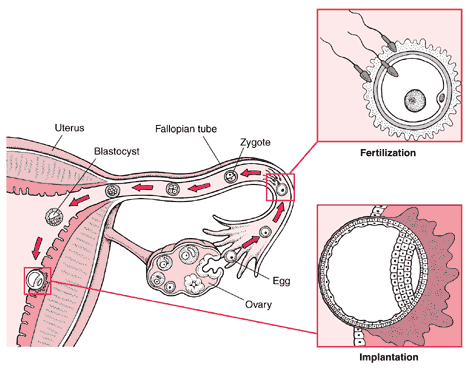 Uterus
Fallopian tube
Blastocyst
Zygote
Fertilization
Egg
Ovary
Implantation